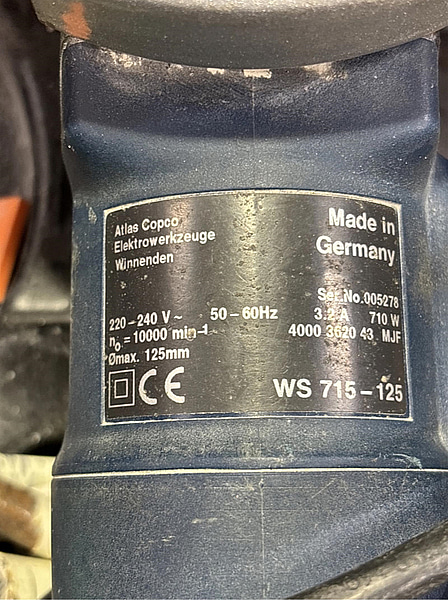 Atlas Copco
Elektrowerkzeuge
Winnenden
Made in
Germany
Ser.No.005278
220–240 V ~ 50–60Hz 3.2 A 710 W
n₀ = 10000 min⁻¹ 4000 3620 43 MJF
Ømax. 125mm
CE WS 715–125